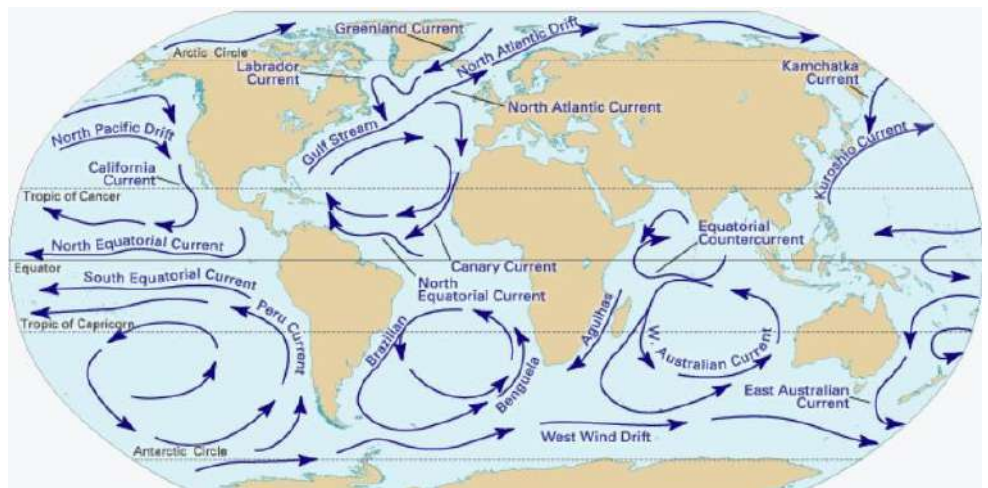 Greenland Current
Arctic Circle
North Atlantic Drift
Labrador
Current
Kamchatka
Current
North Atlantic Current
North Pacific Drift
Gulf Stream
Kuroshio Current
California
Current
Tropic of Cancer
North Equatorial Current
Equatorial
Countercurrent
Equator
Canary Current
South Equatorial Current
North
Equatorial Current
Tropic of Capricorn
Peru Current
Brazilian
Benguela
Agulhas
W. Australian Current
East Australian
Current
West Wind Drift
Anterctic Circle